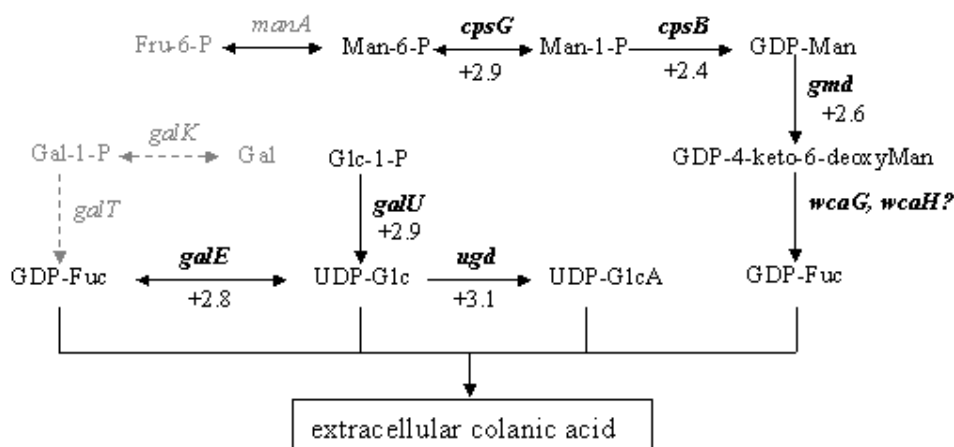 manA cpsG cpsB
Fru-6-P Man-6-P Man-1-P GDP-Man
+2.9 +2.4
gmd
+2.6
galK
Gal-1-P Gal Glc-1-P GDP-4-keto-6-deoxyMan
galT galU wcaG, wcaH?
+2.9
galE ugd
GDP-Fuc UDP-Glc UDP-GlcA GDP-Fuc
+2.8 +3.1
extracellular colanic acid